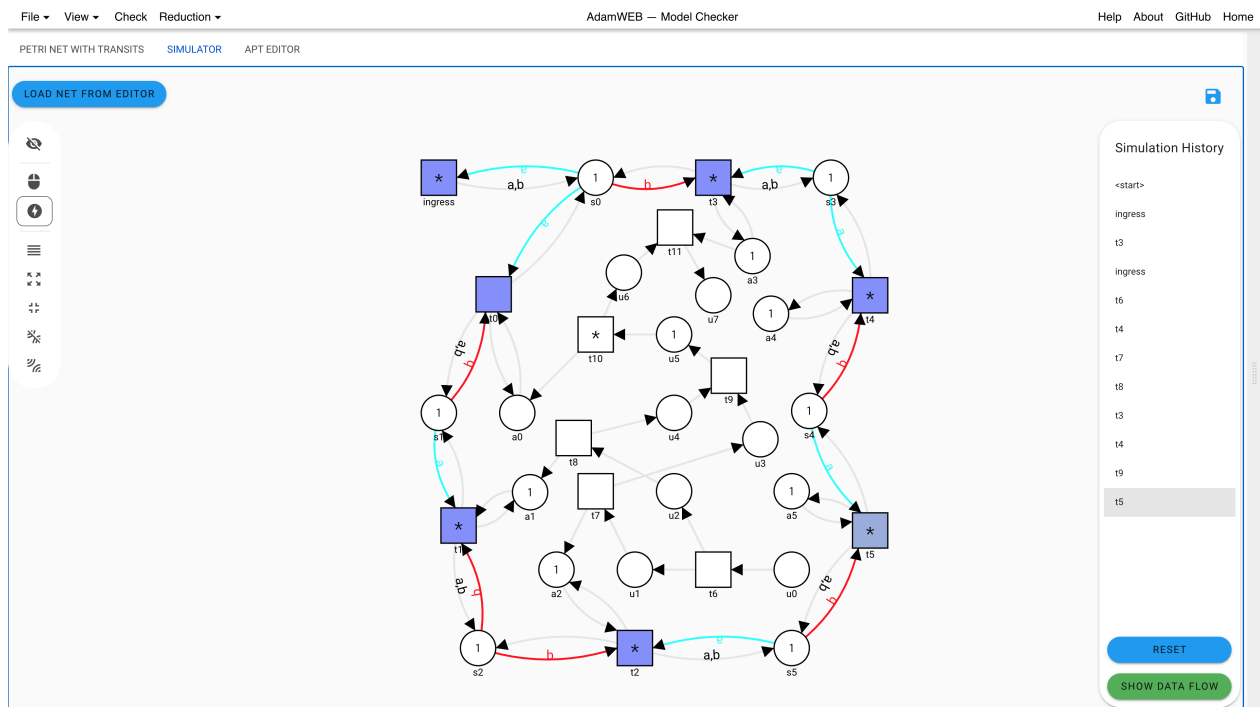 File View Check Reduction AdamWEB — Model Checker Help About GitHub Home
PETRI NET WITH TRANSITS SIMULATOR APT EDITOR
LOAD NET FROM EDITOR
Simulation History
<start>
ingress
t3
ingress
t6
t4
t7
t8
t3
t4
t9
t5
RESET
SHOW DATA FLOW
* a a,b 1 b * a a,b 1
ingress s0 t3 s3
a a
t11 1 a3
u6 u7
t0 1 a4 * t4
* t10 1 u5
a,b b a,b b
t9
1 s1 a0 u4 1 s4
t8 u3
a a
1 a1 t7 u2 1 a5
* t1 * t5
1 a2 u1 t6 u0
a,b b a,b b
1 s2 b * t2 a a,b 1 s5